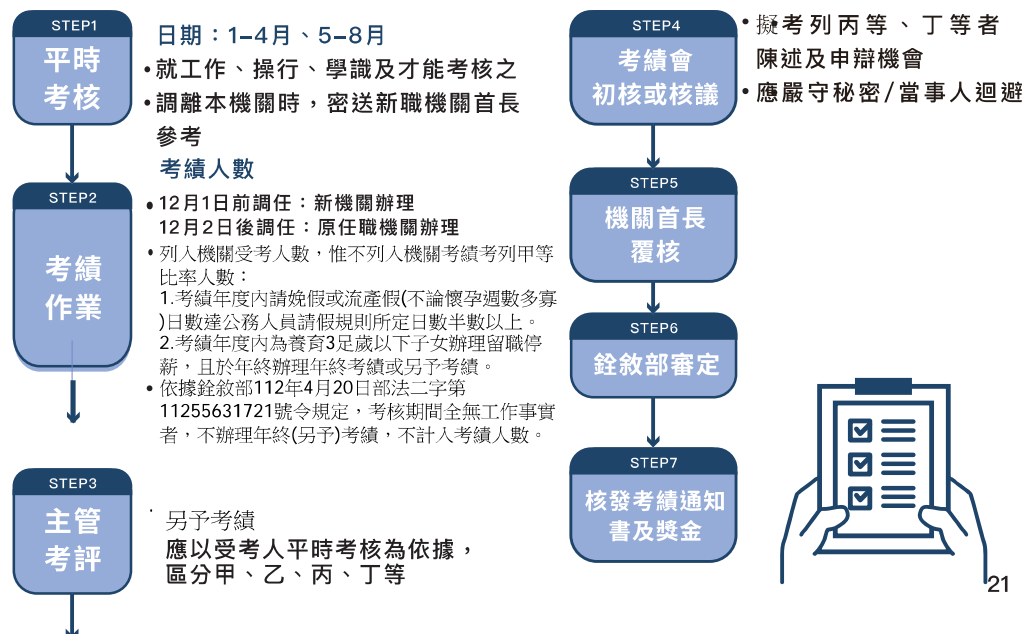 STEP1
平時
考核
日期：1–4月、5–8月
•就工作、操行、學識及才能考核之
•調離本機關時，密送新職機關首長
參考
STEP2
考績
作業
考績人數
•12月1日前調任：新機關辦理
12月2日後調任：原任職機關辦理
•列入機關受考人數，惟不列入機關考績考列甲等
比率人數：
1.考績年度內請娩假或流產假(不論懷孕週數多寡
)日數達公務人員請假規則所定日數半數以上。
2.考績年度內為養育3足歲以下子女辦理留職停
薪，且於年終辦理年終考績或另予考績。
•依據銓敘部112年4月20日部法二字第
11255631721號令規定，考核期間全無工作事實
者，不辦理年終(另予)考績，不計入考績人數。
STEP3
主管
考評
另予考績
應以受考人平時考核為依據，
區分甲、乙、丙、丁等
STEP4
考績會
初核或核議
•擬考列丙等、丁等者
陳述及申辯機會
•應嚴守秘密/當事人迴避
STEP5
機關首長
覆核
STEP6
銓敘部審定
STEP7
核發考績通知
書及獎金
21